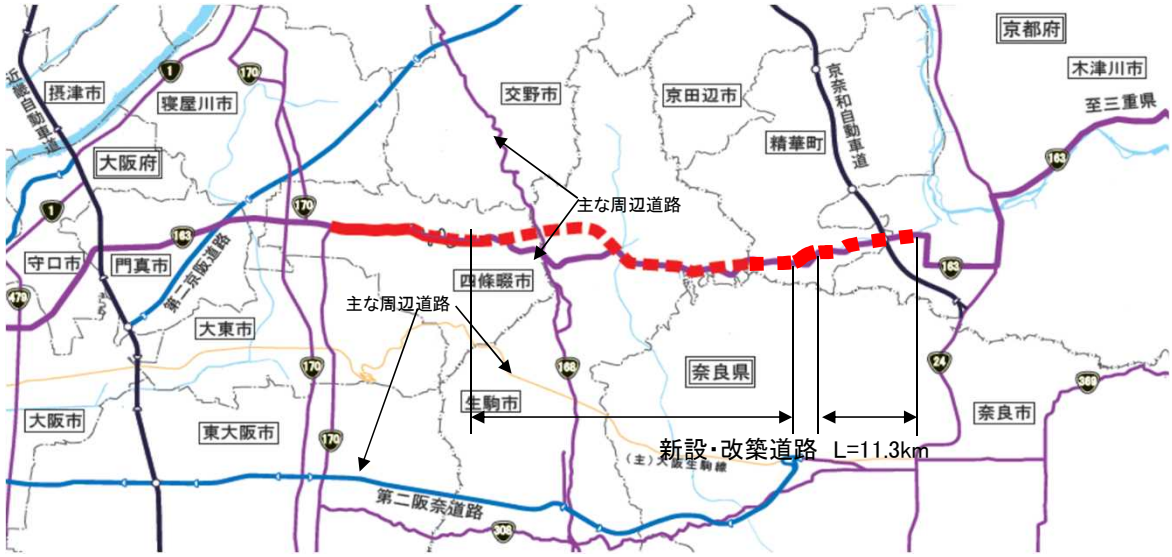 京都府
木津川市
至三重県
163
近畿自動車道
摂津市
1
170
寝屋川市
交野市
京田辺市
京奈和自動車道
精華町
大阪府
1
170
主な周辺道路
163
守口市
門真市
第二京阪道路
四條畷市
163
479
大東市
主な周辺道路
170
168
奈良県
24
369
大阪市
東大阪市
170
生駒市
奈良市
新設・改築道路 L=11.3km
(主)大阪生駒線
第二阪奈道路
308